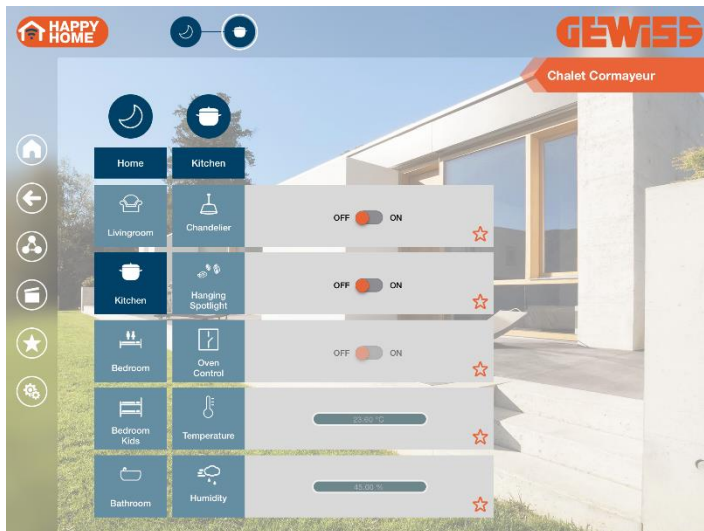 HAPPY
HOME
GEWISS
Chalet Cormayeur
Home
Kitchen
Livingroom
Chandelier
OFF ON
Kitchen
Hanging
Spotlight
OFF ON
Bedroom
Oven
Control
OFF ON
Bedroom
Kids
Temperature
23.60 °C
Bathroom
Humidity
45.00 %